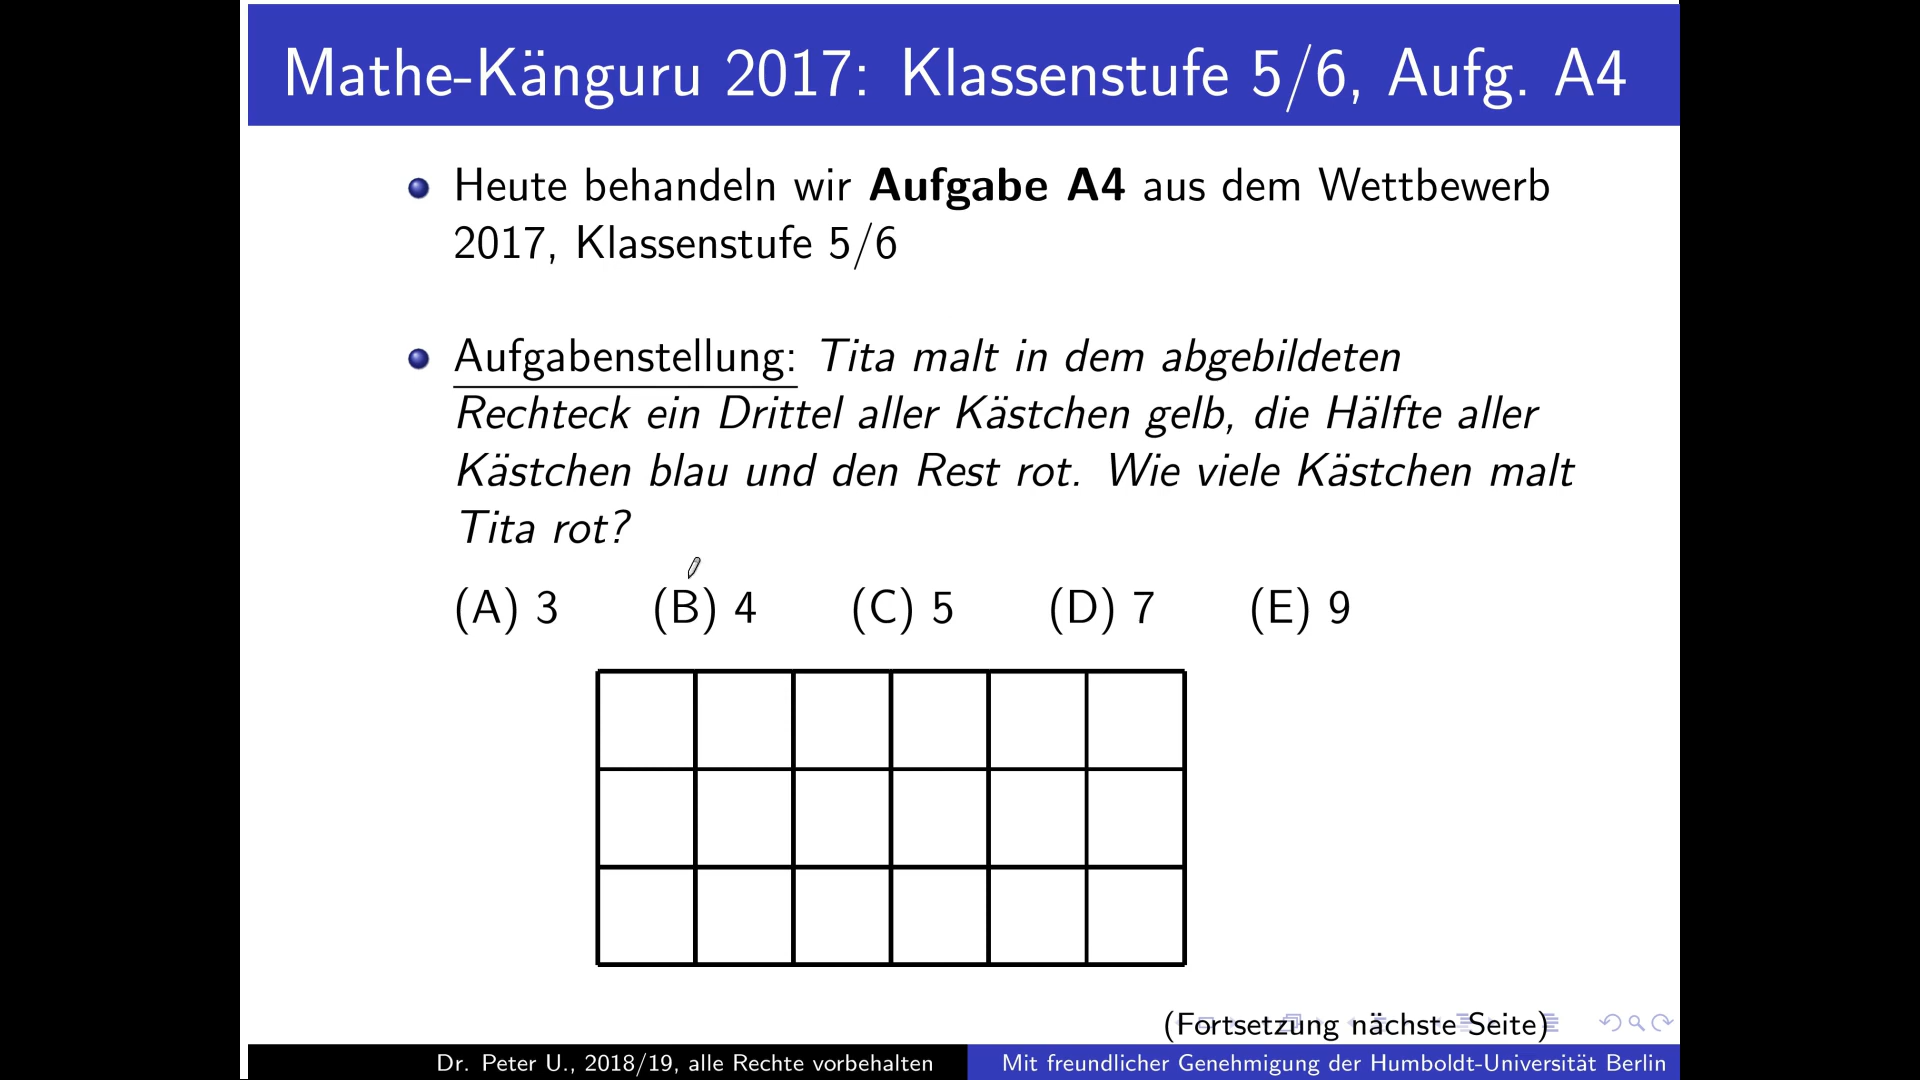 Mathe-Känguru 2017: Klassenstufe 5/6, Aufg. A4
Heute behandeln wir Aufgabe A4 aus dem Wettbewerb
2017, Klassenstufe 5/6
Aufgabenstellung: Tita malt in dem abgebildeten
Rechteck ein Drittel aller Kästchen gelb, die Hälfte aller
Kästchen blau und den Rest rot. Wie viele Kästchen malt
Tita rot?
(A) 3 (B) 4 (C) 5 (D) 7 (E) 9
(Fortsetzung nächste Seite)
Dr. Peter U., 2018/19, alle Rechte vorbehalten Mit freundlicher Genehmigung der Humboldt-Universität Berlin